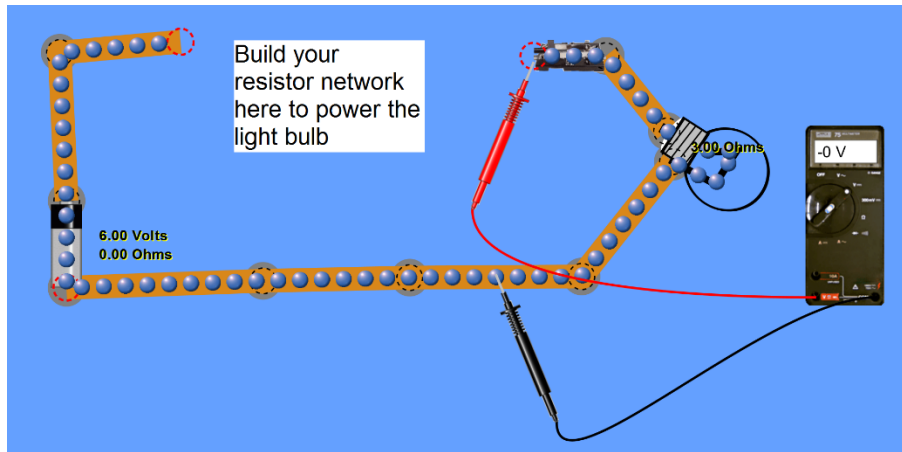 Build your
resistor network
here to power the
light bulb
3.00 Ohms
-0 V
6.00 Volts
0.00 Ohms